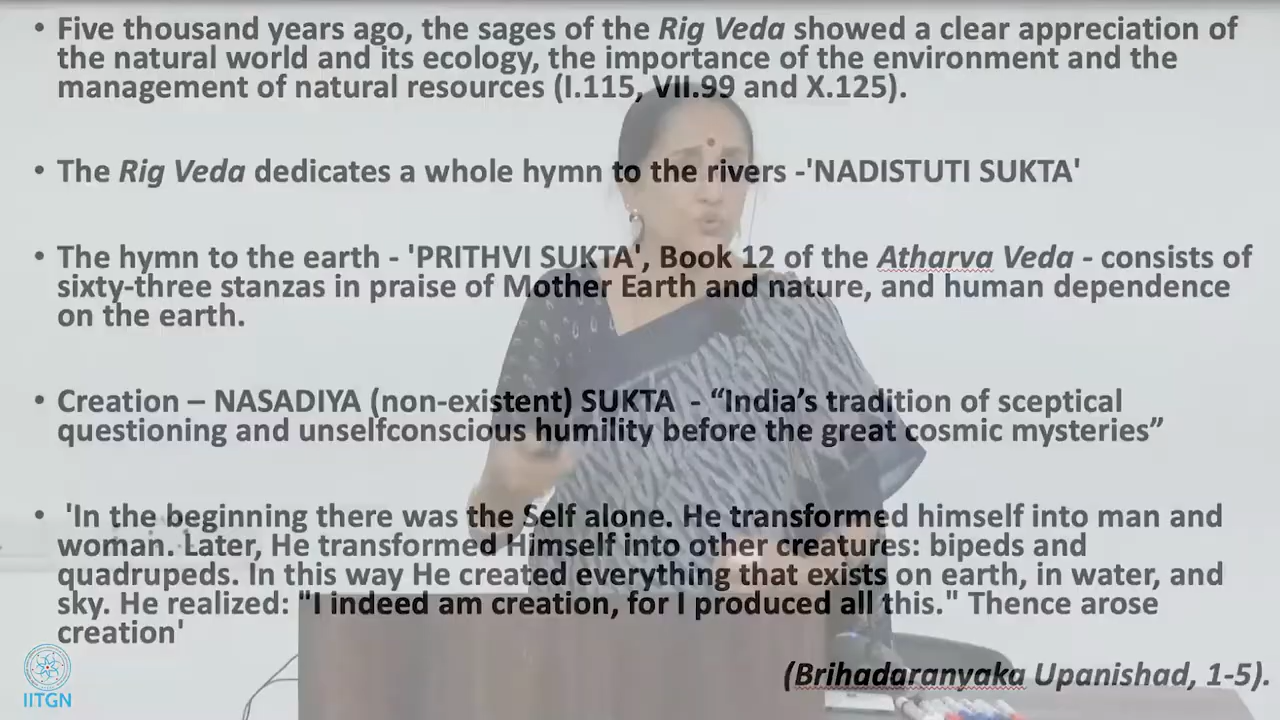 • Five thousand years ago, the sages of the Rig Veda showed a clear appreciation of
the natural world and its ecology, the importance of the environment and the
management of natural resources (I.115, VII.99 and X.125).
• The Rig Veda dedicates a whole hymn to the rivers -'NADISTUTI SUKTA'
• The hymn to the earth - 'PRITHVI SUKTA', Book 12 of the Atharva Veda - consists of
sixty-three stanzas in praise of Mother Earth and nature, and human dependence
on the earth.
• Creation – NASADIYA (non-existent) SUKTA - “India’s tradition of sceptical
questioning and unselfconscious humility before the great cosmic mysteries”
• 'In the beginning there was the Self alone. He transformed himself into man and
woman. Later, He transformed Himself into other creatures: bipeds and
quadrupeds. In this way He created everything that exists on earth, in water, and
sky. He realized: "I indeed am creation, for I produced all this." Thence arose
creation'
(Brihadaranyaka Upanishad, 1-5).
IITGN